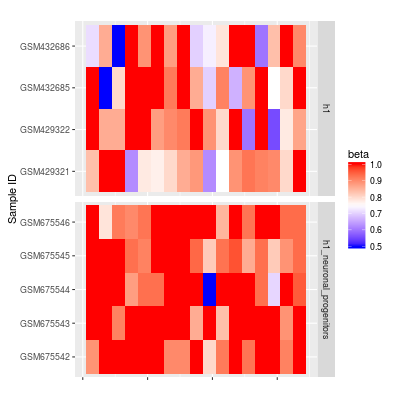 GSM432686
GSM432685
GSM429322
GSM429321
h1
GSM675546
GSM675545
GSM675544
GSM675543
GSM675542
h1_neuronal_progenitors
Sample ID
beta
1.0
0.9
0.8
0.7
0.6
0.5